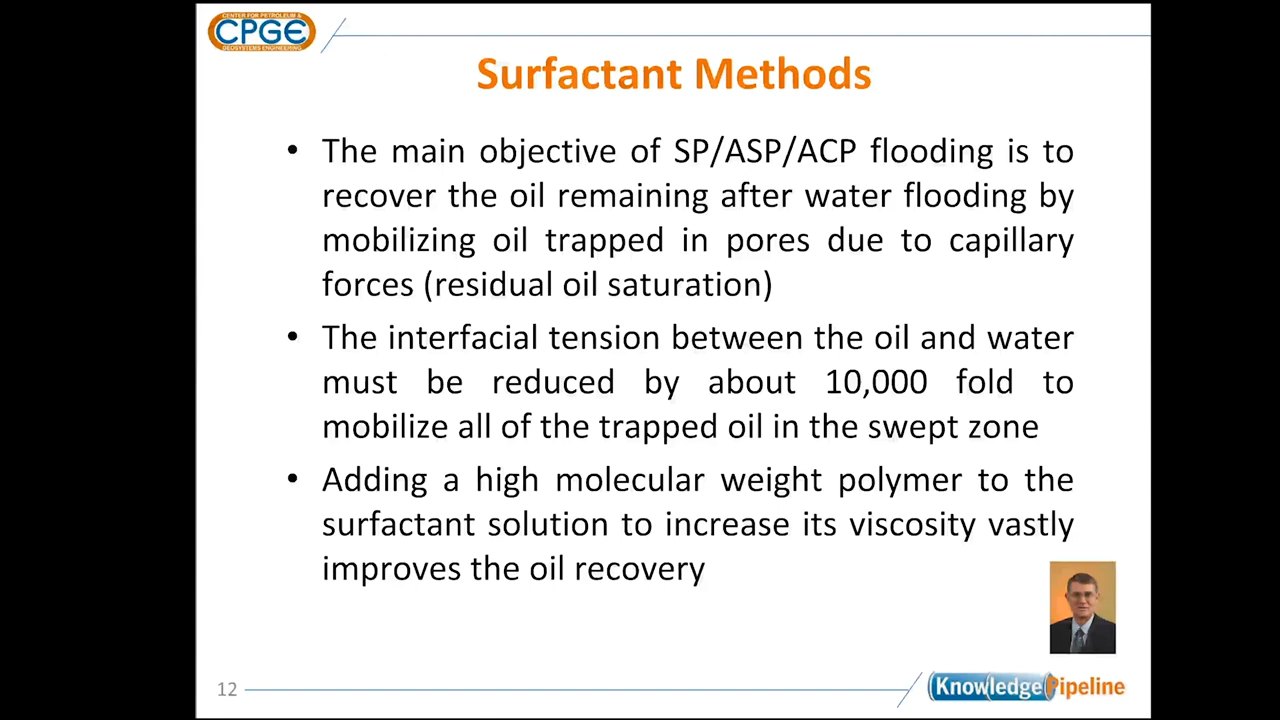 CENTER FOR PETROLEUM &
CPGE
GEOSYSTEMS ENGINEERING
Surfactant Methods
• The main objective of SP/ASP/ACP flooding is to
recover the oil remaining after water flooding by
mobilizing oil trapped in pores due to capillary
forces (residual oil saturation)
• The interfacial tension between the oil and water
must be reduced by about 10,000 fold to
mobilize all of the trapped oil in the swept zone
• Adding a high molecular weight polymer to the
surfactant solution to increase its viscosity vastly
improves the oil recovery
12
Knowledge Pipeline